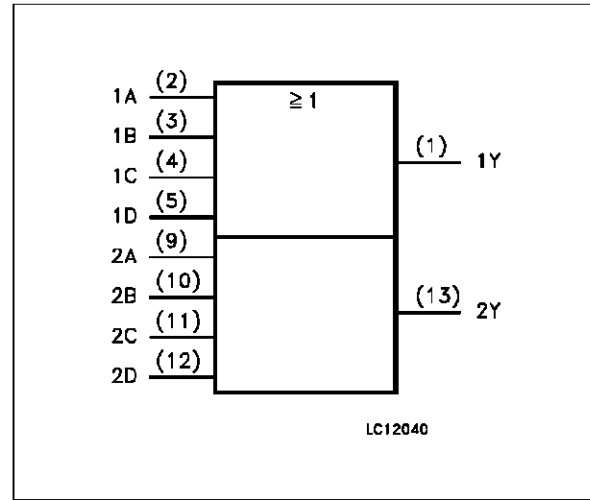 ≧1
1A (2)
1B (3)
1C (4)
1D (5)
2A (9)
2B (10)
2C (11)
2D (12)
(1) 1Y
(13) 2Y
LC12040